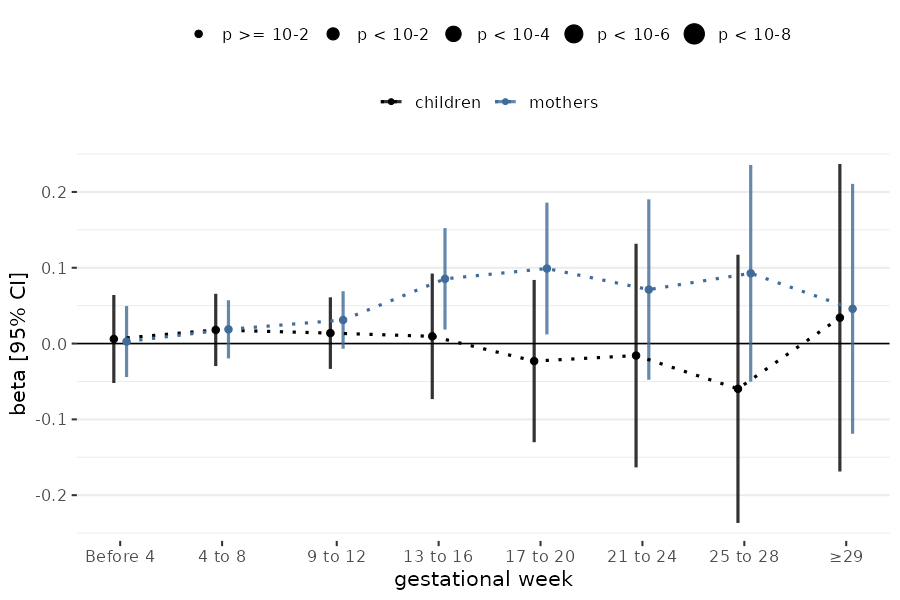 p >= 10-2 p < 10-2 p < 10-4 p < 10-6 p < 10-8
children mothers
beta [95% CI]
0.2
0.1
0.0
-0.1
-0.2
Before 4 4 to 8 9 to 12 13 to 16 17 to 20 21 to 24 25 to 28 ≥29
gestational week